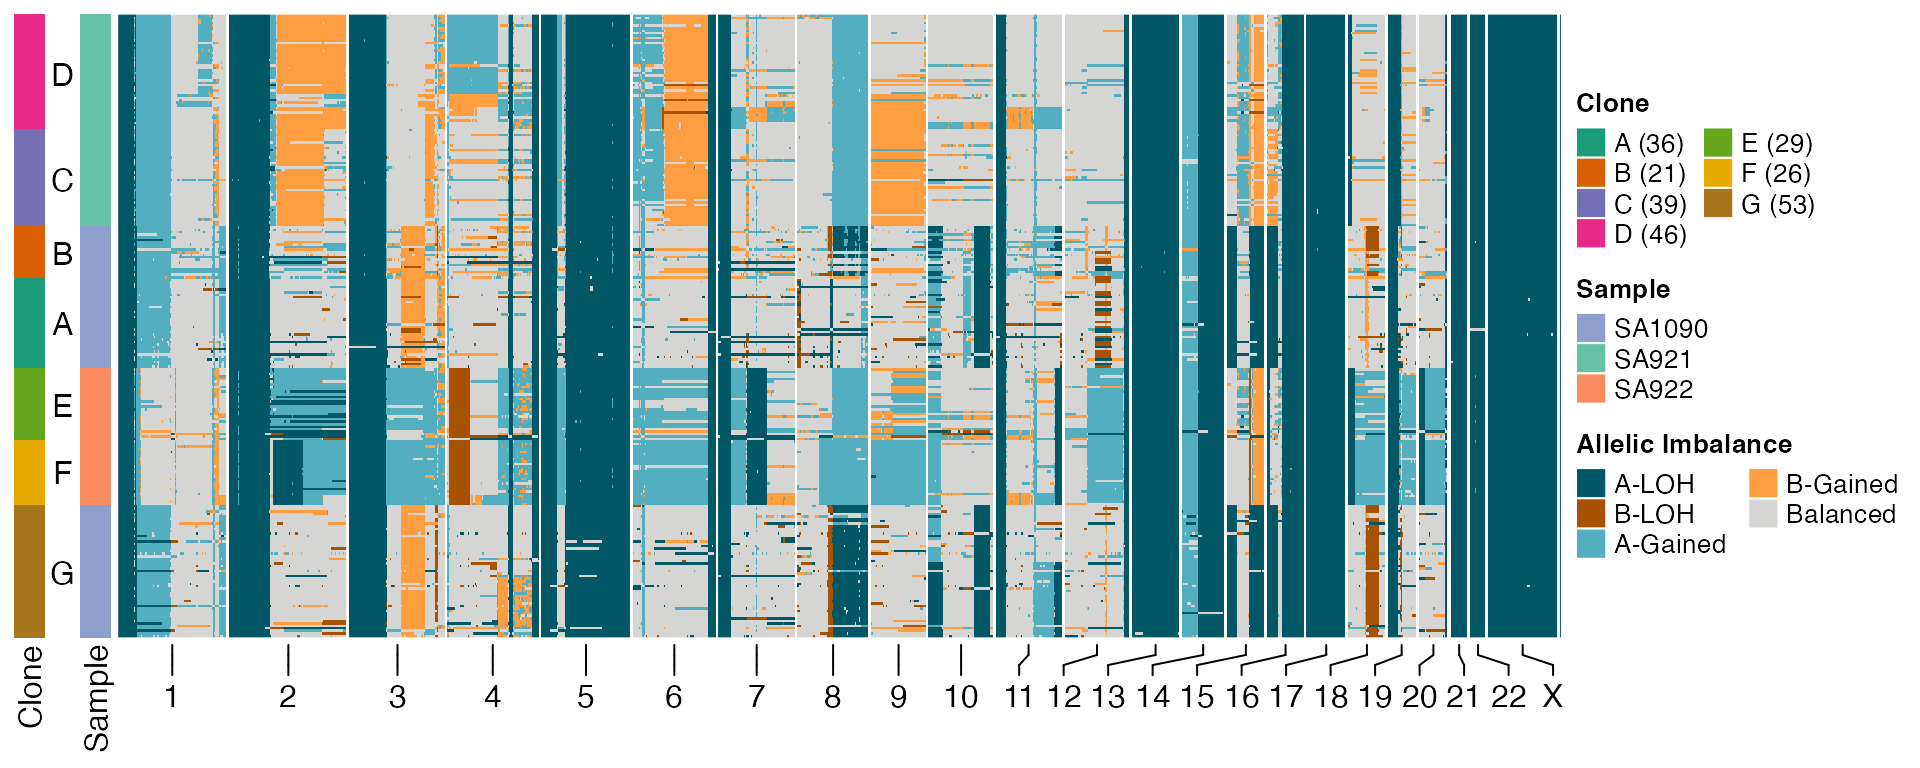 D
C
B
A
E
F
G
Clone
Sample
1 2 3 4 5 6 7 8 9 10 11 12 13 14 15 16 17 18 19 20 21 22 X
Clone
A (36) E (29)
B (21) F (26)
C (39) G (53)
D (46)
Sample
SA1090
SA921
SA922
Allelic Imbalance
A-LOH B-Gained
B-LOH Balanced
A-Gained